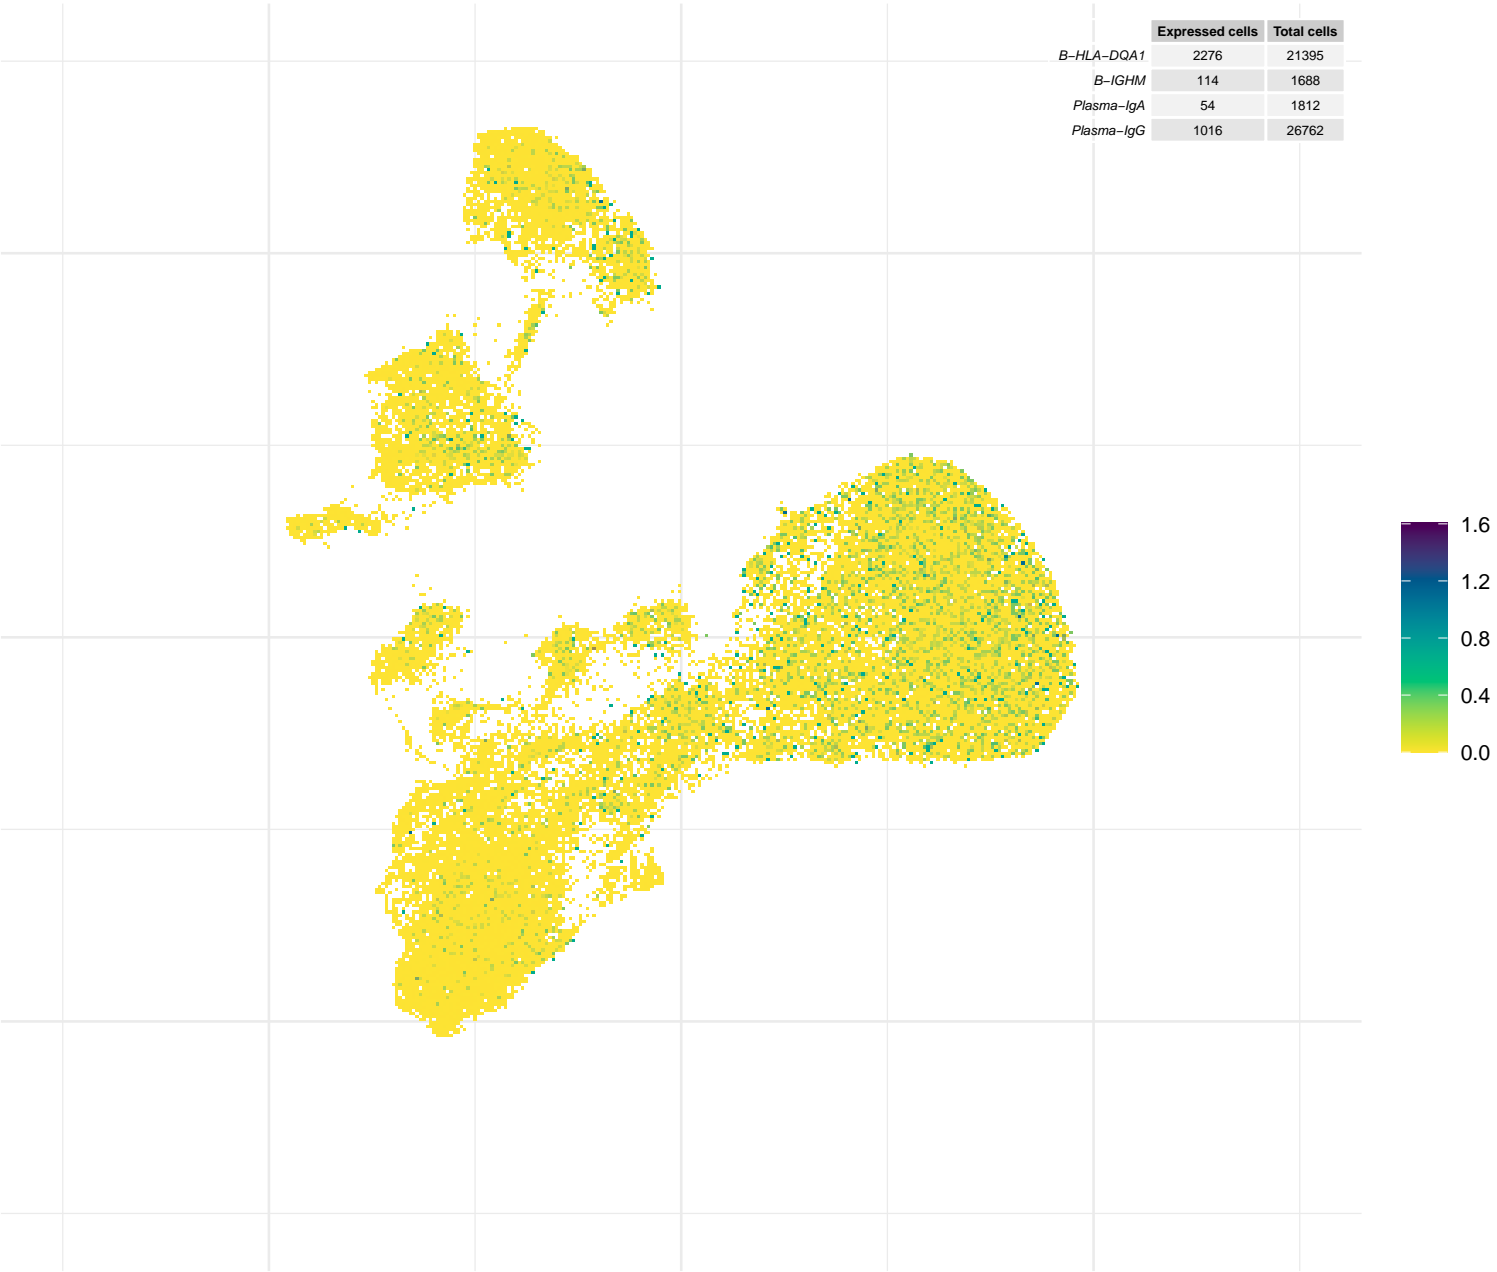 Expressed cells Total cells
B−HLA−DQA1 2276 21395
B−IGHM 114 1688
Plasma−IgA 54 1812
Plasma−IgG 1016 26762
1.6
1.2
0.8
0.4
0.0